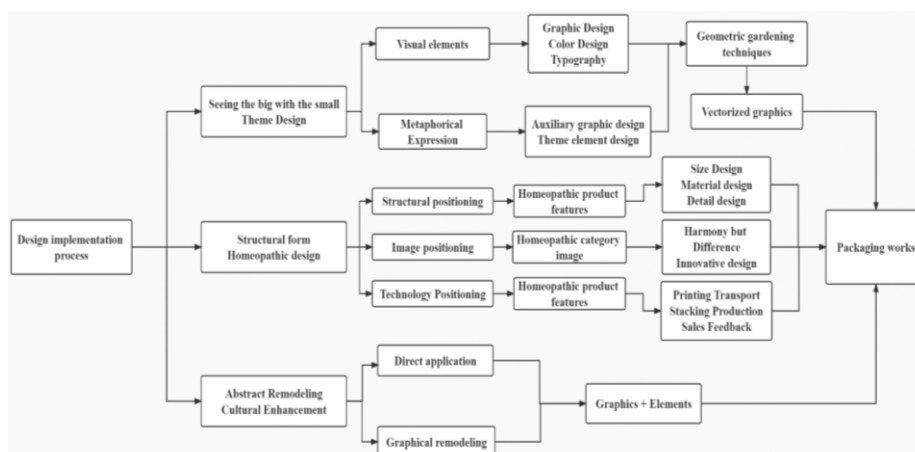 Design implementation
process
Seeing the big with the small
Theme Design
Visual elements
Graphic Design
Color Design
Typography
Geometric gardening
techniques
Vectorized graphics
Metaphorical
Expression
Auxiliary graphic design
Theme element design
Structural form
Homeopathic design
Structural positioning
Homeopathic product
features
Size Design
Material design
Detail design
Image positioning
Homeopathic category
image
Harmony but
Difference
Innovative design
Technology Positioning
Homeopathic product
features
Printing Transport
Stacking Production
Sales Feedback
Packaging works
Abstract Remodeling
Cultural Enhancement
Direct application
Graphical remodeling
Graphics + Elements